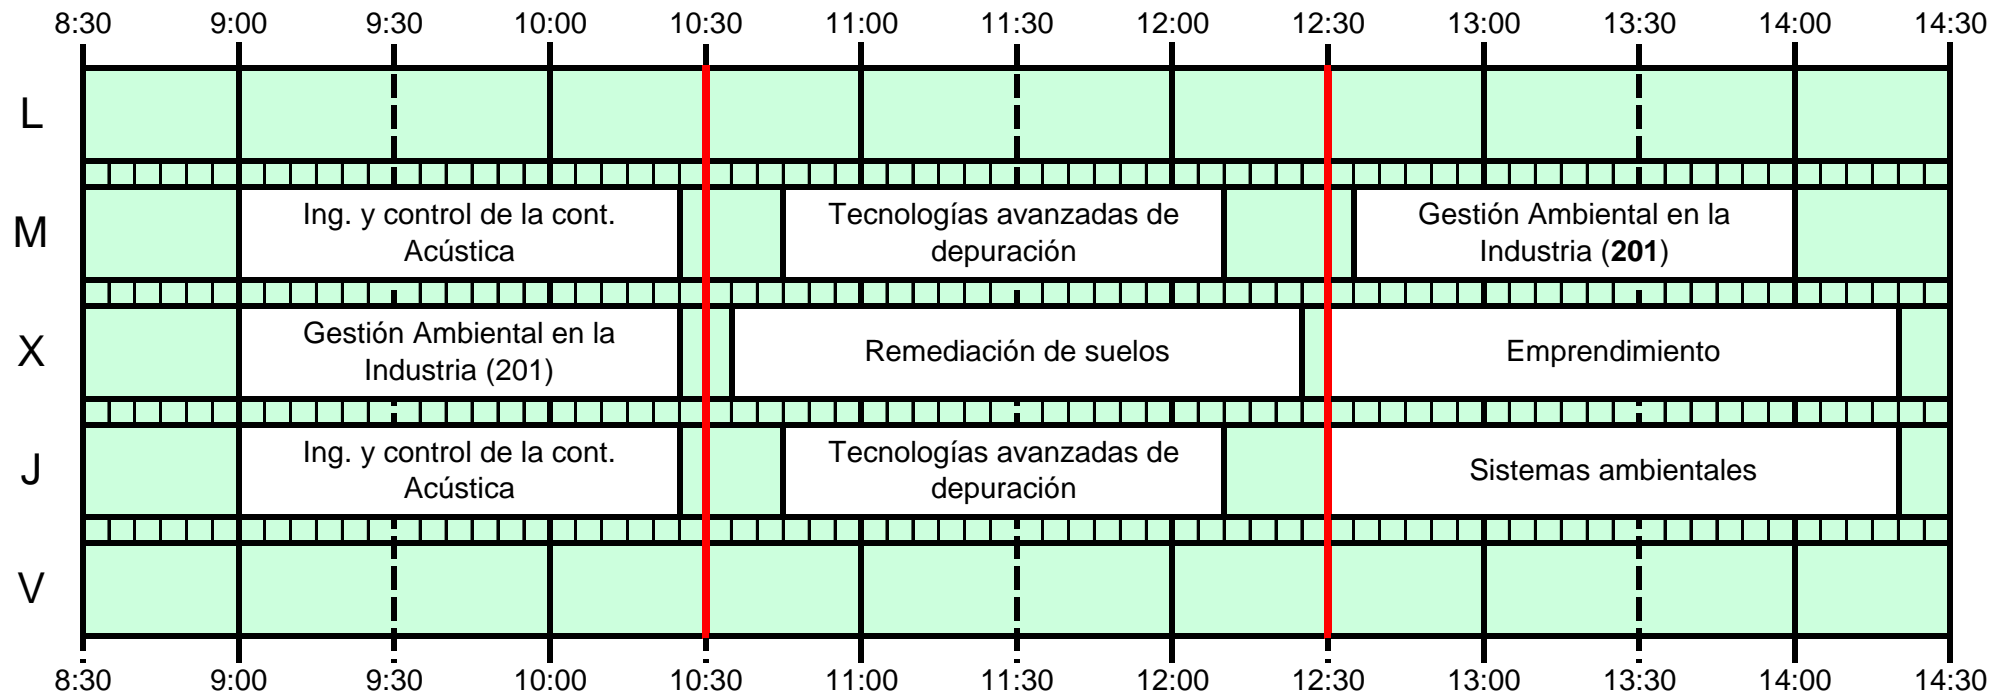 8:30 9:00 9:30 10:00 10:30 11:00 11:30 12:00 12:30 13:00 13:30 14:00 14:30
L
M
Ing. y control de la cont.
Acústica
Tecnologías avanzadas de
depuración
Gestión Ambiental en la
Industria (201)
X
Gestión Ambiental en la
Industria (201)
Remediación de suelos
Emprendimiento
J
Ing. y control de la cont.
Acústica
Tecnologías avanzadas de
depuración
Sistemas ambientales
V
8:30 9:00 9:30 10:00 10:30 11:00 11:30 12:00 12:30 13:00 13:30 14:00 14:30